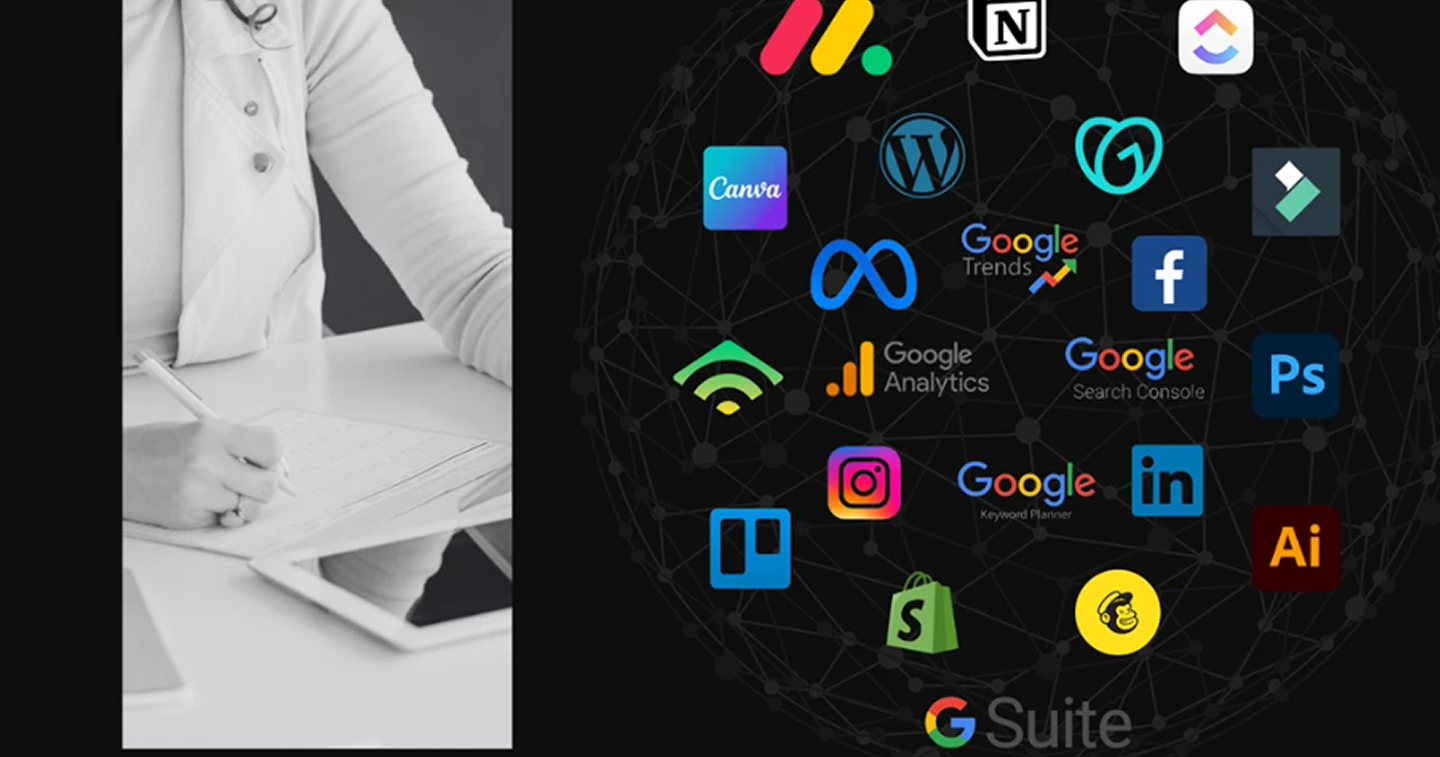 N
Canva
W
G
Google
Trends
f
Google
Analytics
Google
Search Console
Ps
Google
Keyword Planner
in
Ai
S
G Suite